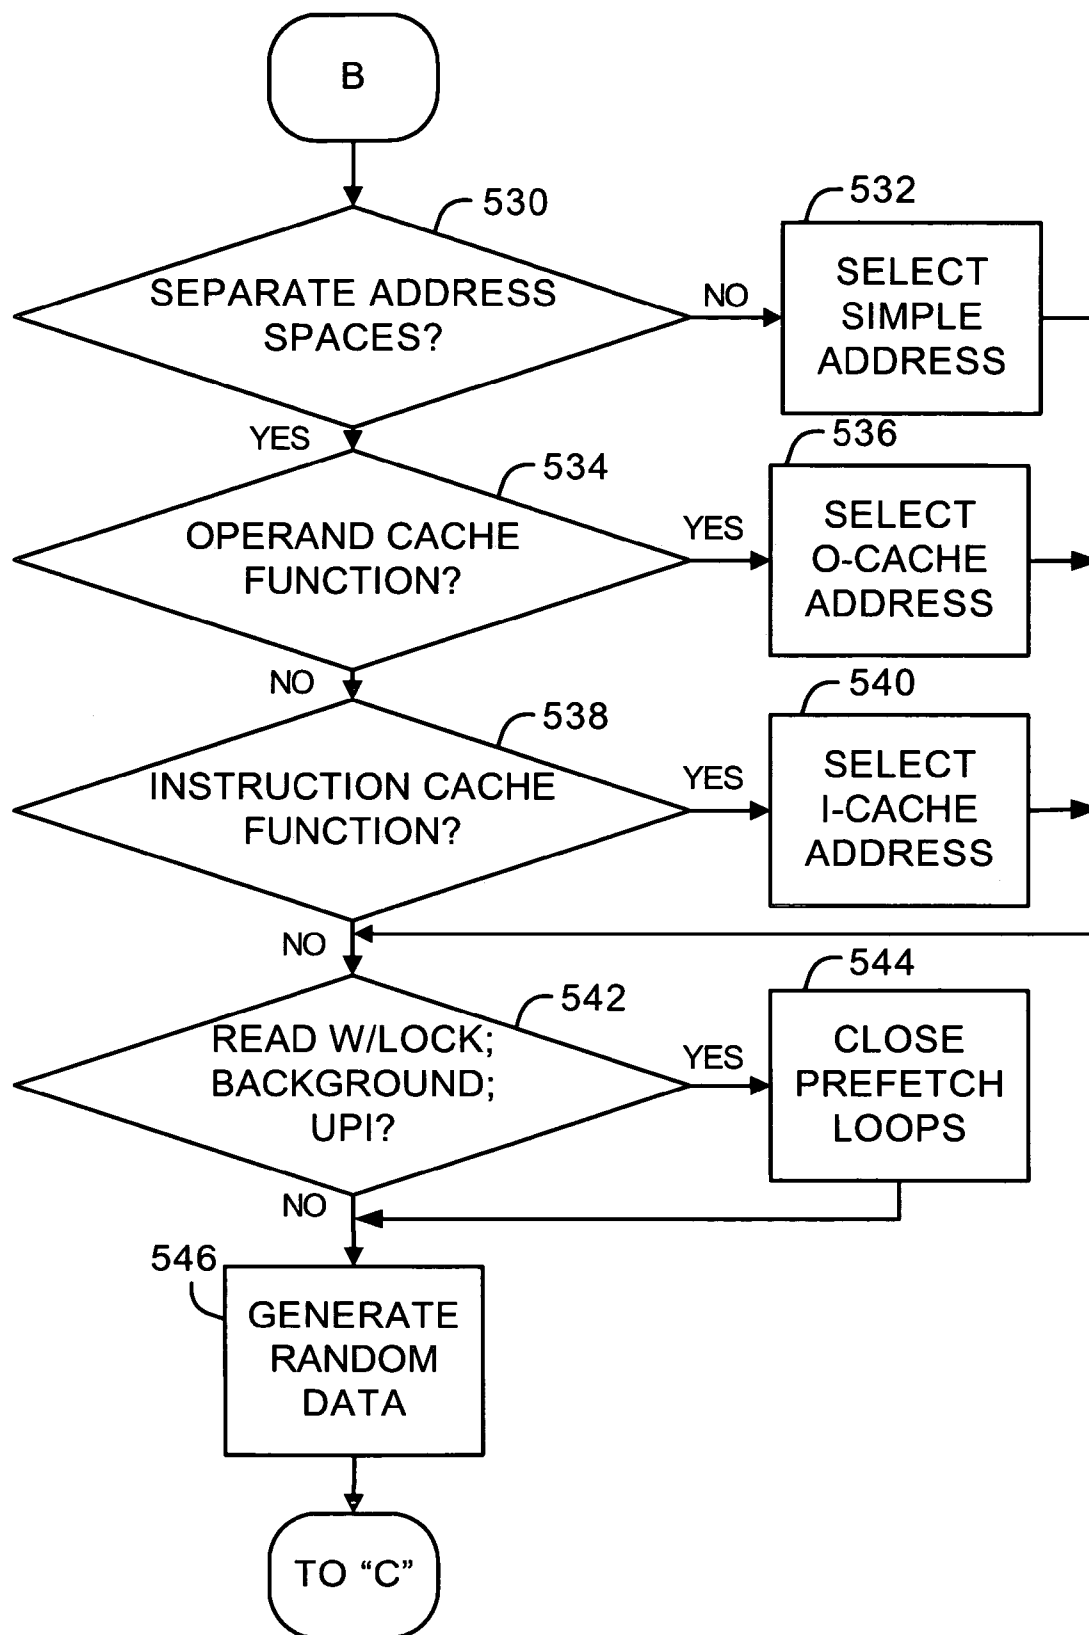 B
530
SEPARATE ADDRESS
SPACES?
NO
532
SELECT
SIMPLE
ADDRESS
YES
534
OPERAND CACHE
FUNCTION?
YES
536
SELECT
O-CACHE
ADDRESS
NO
538
INSTRUCTION CACHE
FUNCTION?
YES
540
SELECT
I-CACHE
ADDRESS
NO
542
READ W/LOCK;
BACKGROUND;
UPI?
YES
544
CLOSE
PREFETCH
LOOPS
NO
546
GENERATE
RANDOM
DATA
TO “C”